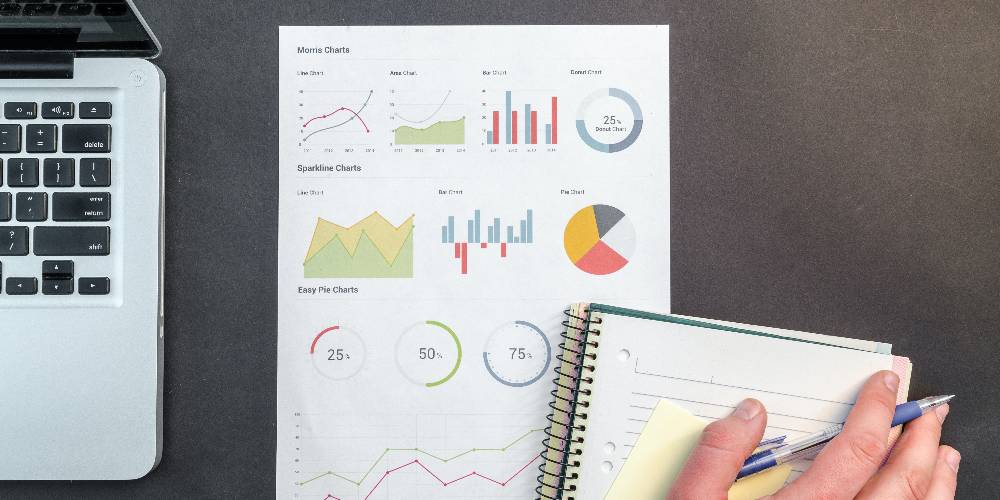 Morris Charts
Line Chart
Area Chart
Bar Chart
Donut Chart
25%
Donut Chart
Sparkline Charts
Line Chart
Bar Chart
Pie Chart
Easy Pie Charts
25%
50%
75%
delete
enter
return
shift